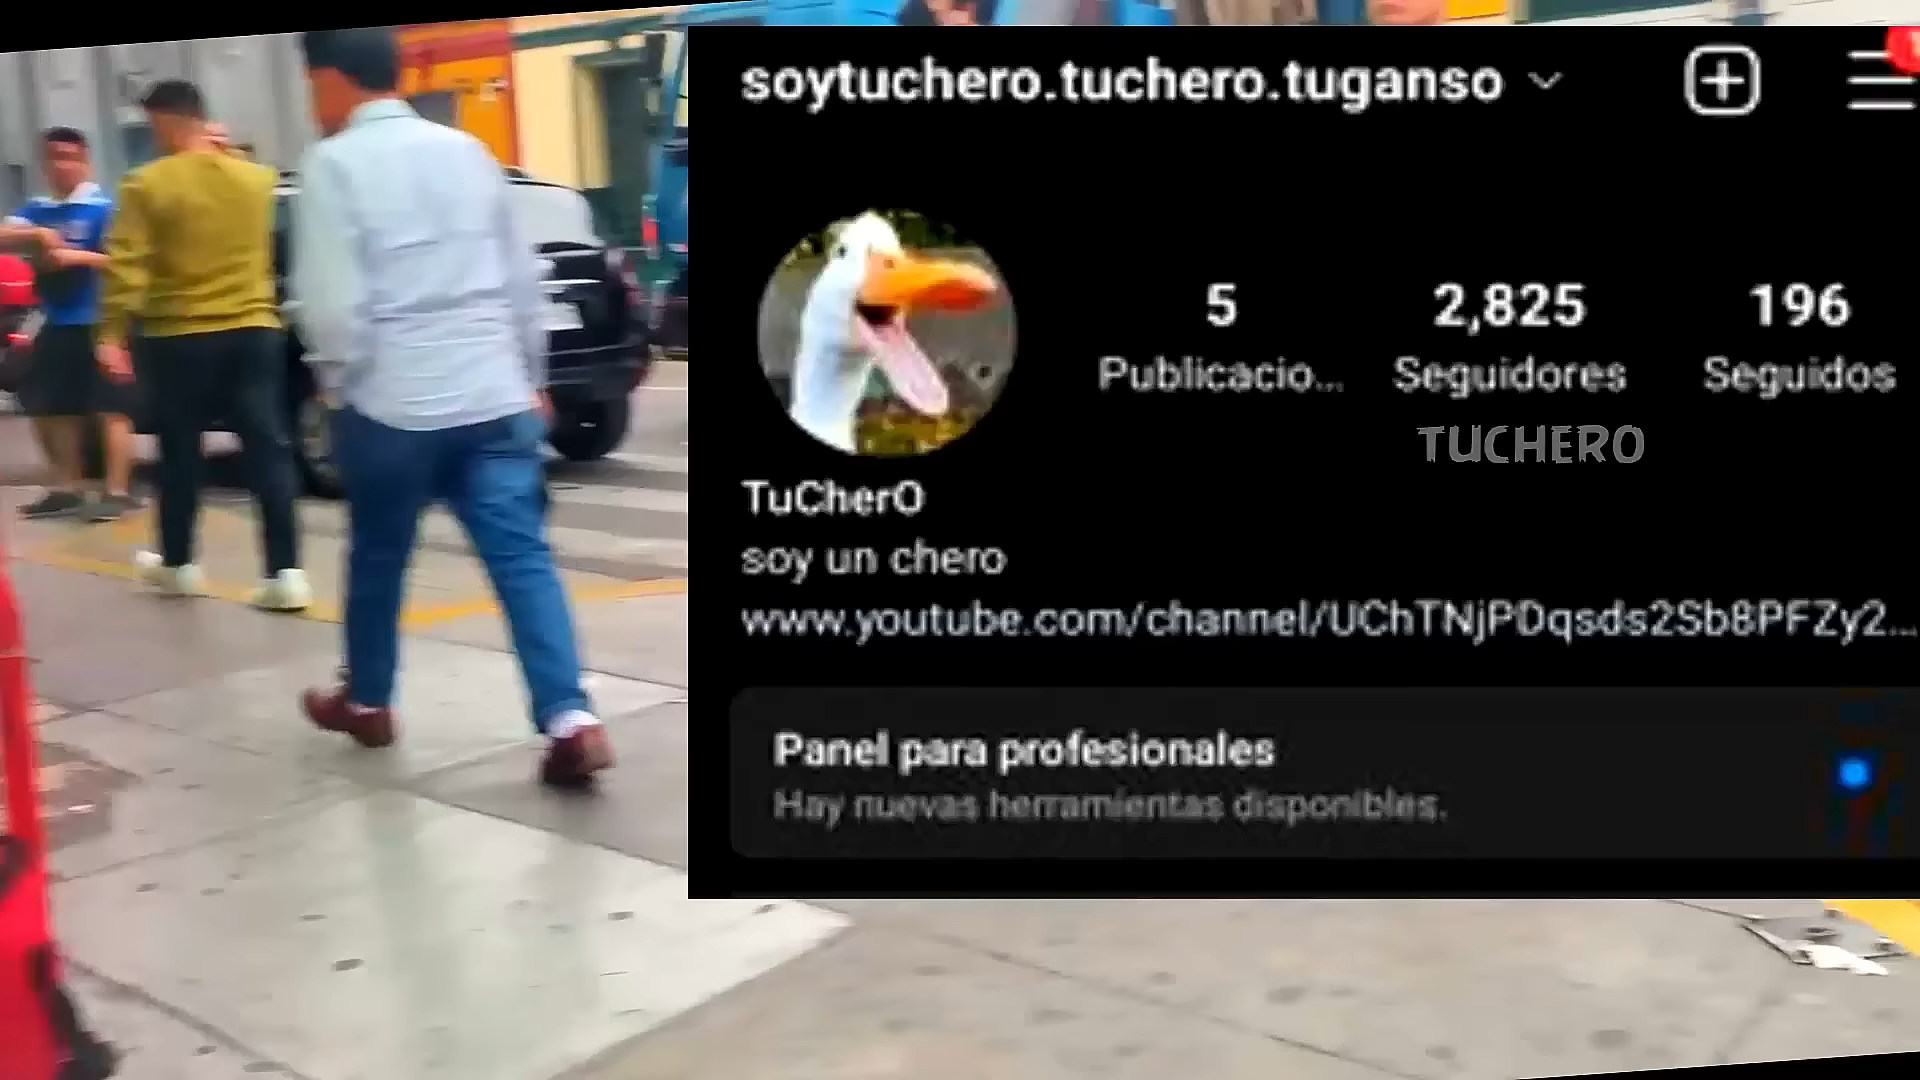 soytuchero.tuchero.tuganso
5
2,825
196
Publicacio...
Seguidores
Seguidos
TUCHERO
TuCherO
soy un chero
www.youtube.com/channel/UChTNjPDqsds2Sb8PFZy2...
Panel para profesionales
Hay nuevas herramientas disponibles.